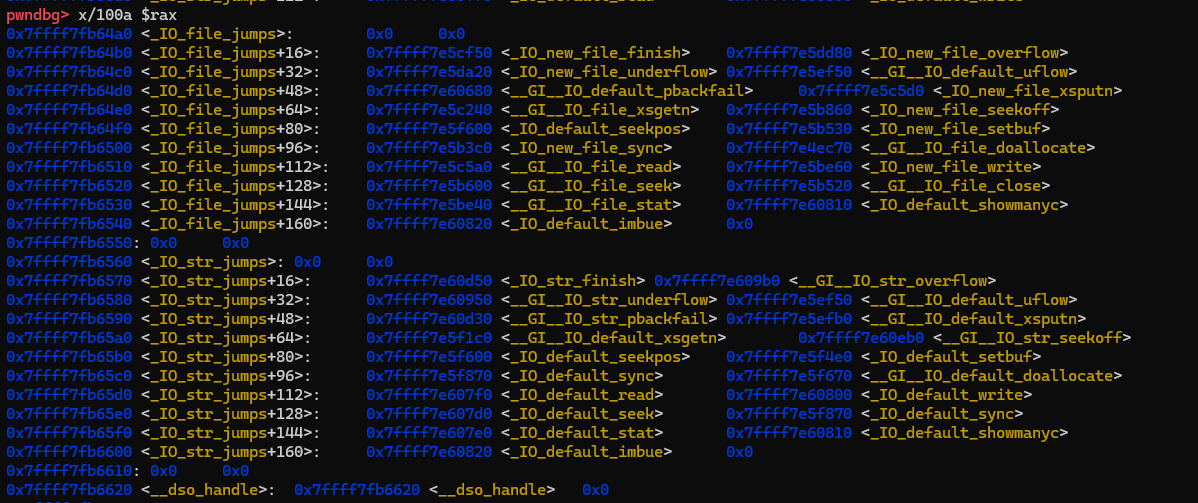 pwndbg> x/100a $rax
0x7ffff7fb64a0 <_IO_file_jumps>: 0x0 0x0
0x7ffff7fb64b0 <_IO_file_jumps+16>: 0x7ffff7e5cf50 <_IO_new_file_finish> 0x7ffff7e5dd80 <_IO_new_file_overflow>
0x7ffff7fb64c0 <_IO_file_jumps+32>: 0x7ffff7e5da20 <_IO_new_file_underflow> 0x7ffff7e5ef50 <__GI__IO_default_uflow>
0x7ffff7fb64d0 <_IO_file_jumps+48>: 0x7ffff7e60680 <__GI__IO_default_pbackfail> 0x7ffff7e5c5d0 <_IO_new_file_xsputn>
0x7ffff7fb64e0 <_IO_file_jumps+64>: 0x7ffff7e5c240 <__GI__IO_file_xsgetn> 0x7ffff7e5b860 <_IO_new_file_seekoff>
0x7ffff7fb64f0 <_IO_file_jumps+80>: 0x7ffff7e5f600 <_IO_default_seekpos> 0x7ffff7e5b530 <_IO_new_file_setbuf>
0x7ffff7fb6500 <_IO_file_jumps+96>: 0x7ffff7e5b3c0 <_IO_new_file_sync> 0x7ffff7e4ec70 <__GI__IO_file_doallocate>
0x7ffff7fb6510 <_IO_file_jumps+112>: 0x7ffff7e5c5a0 <__GI__IO_file_read> 0x7ffff7e5be60 <_IO_new_file_write>
0x7ffff7fb6520 <_IO_file_jumps+128>: 0x7ffff7e5b600 <__GI__IO_file_seek> 0x7ffff7e5b520 <__GI__IO_file_close>
0x7ffff7fb6530 <_IO_file_jumps+144>: 0x7ffff7e5be40 <__GI__IO_file_stat> 0x7ffff7e60810 <_IO_default_showmanyc>
0x7ffff7fb6540 <_IO_file_jumps+160>: 0x7ffff7e60820 <_IO_default_imbue> 0x0
0x7ffff7fb6550: 0x0 0x0
0x7ffff7fb6560 <_IO_str_jumps>: 0x0 0x0
0x7ffff7fb6570 <_IO_str_jumps+16>: 0x7ffff7e60d50 <_IO_str_finish> 0x7ffff7e609b0 <__GI__IO_str_overflow>
0x7ffff7fb6580 <_IO_str_jumps+32>: 0x7ffff7e60950 <__GI__IO_str_underflow> 0x7ffff7e5ef50 <__GI__IO_default_uflow>
0x7ffff7fb6590 <_IO_str_jumps+48>: 0x7ffff7e60d30 <__GI__IO_str_pbackfail> 0x7ffff7e5efb0 <_IO_default_xsputn>
0x7ffff7fb65a0 <_IO_str_jumps+64>: 0x7ffff7e5f1c0 <__GI__IO_default_xsgetn> 0x7ffff7e60eb0 <__GI__IO_str_seekoff>
0x7ffff7fb65b0 <_IO_str_jumps+80>: 0x7ffff7e5f600 <_IO_default_seekpos> 0x7ffff7e5f4e0 <_IO_default_setbuf>
0x7ffff7fb65c0 <_IO_str_jumps+96>: 0x7ffff7e5f870 <_IO_default_sync> 0x7ffff7e5f670 <__GI__IO_default_doallocate>
0x7ffff7fb65d0 <_IO_str_jumps+112>: 0x7ffff7e607f0 <_IO_default_read> 0x7ffff7e60800 <_IO_default_write>
0x7ffff7fb65e0 <_IO_str_jumps+128>: 0x7ffff7e607d0 <_IO_default_seek> 0x7ffff7e5f870 <_IO_default_sync>
0x7ffff7fb65f0 <_IO_str_jumps+144>: 0x7ffff7e607e0 <_IO_default_stat> 0x7ffff7e60810 <_IO_default_showmanyc>
0x7ffff7fb6600 <_IO_str_jumps+160>: 0x7ffff7e60820 <_IO_default_imbue> 0x0
0x7ffff7fb6610: 0x0 0x0
0x7ffff7fb6620 <__dso_handle>: 0x7ffff7fb6620 <__dso_handle> 0x0